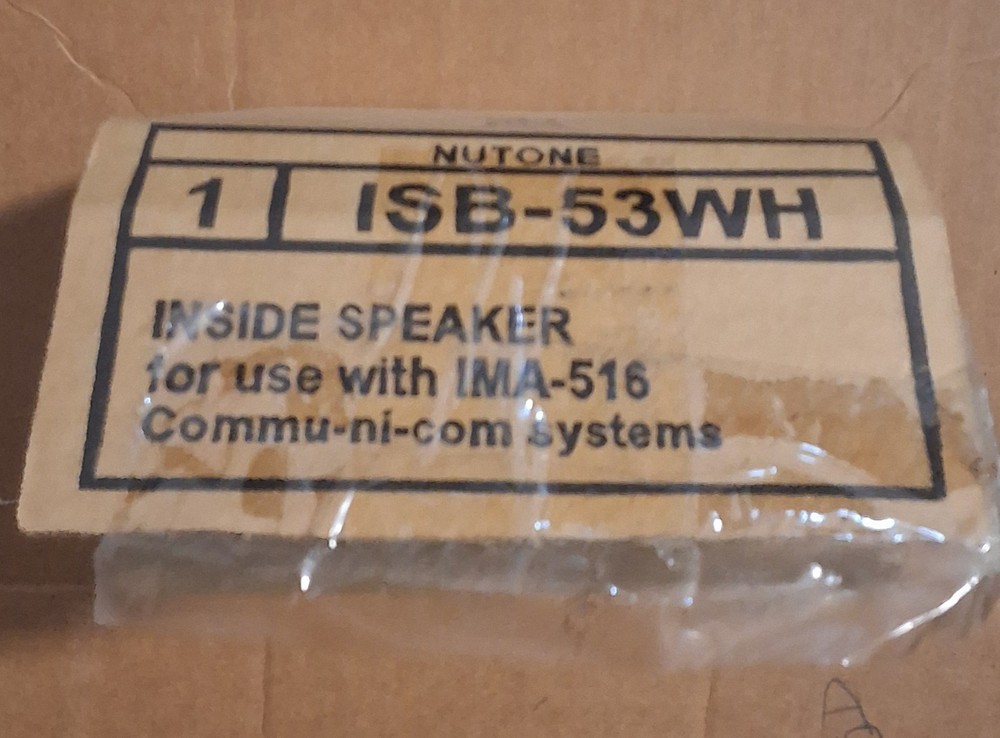 NUTONE
1 ISB-53WH
INSIDE SPEAKER
for use with IMA-516
Commu-ni-com systems